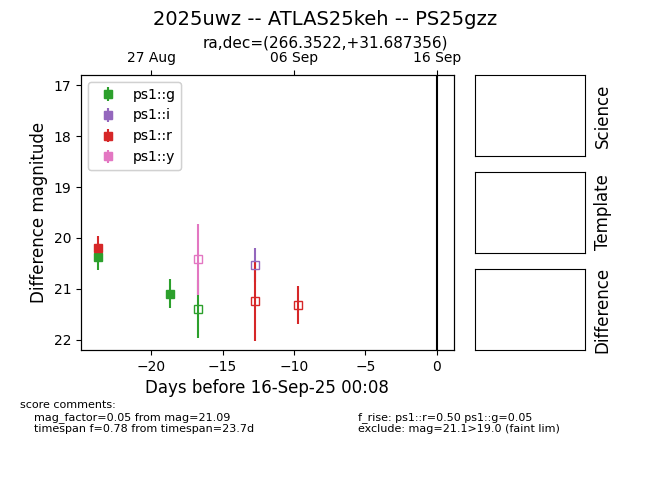 2025uwz -- ATLAS25keh -- PS25gzz
ra,dec=(266.3522,+31.687356)
27 Aug
06 Sep
16 Sep
17
18
19
20
21
22
Difference magnitude
ps1::g
ps1::i
ps1::r
ps1::y
−20
−15
−10
−5
0
Days before 16-Sep-25 00:08
Science
Template
Difference
score comments:
mag_factor=0.05 from mag=21.09
timespan f=0.78 from timespan=23.7d
f_rise: ps1::r=0.50 ps1::g=0.05
exclude: mag=21.1>19.0 (faint lim)